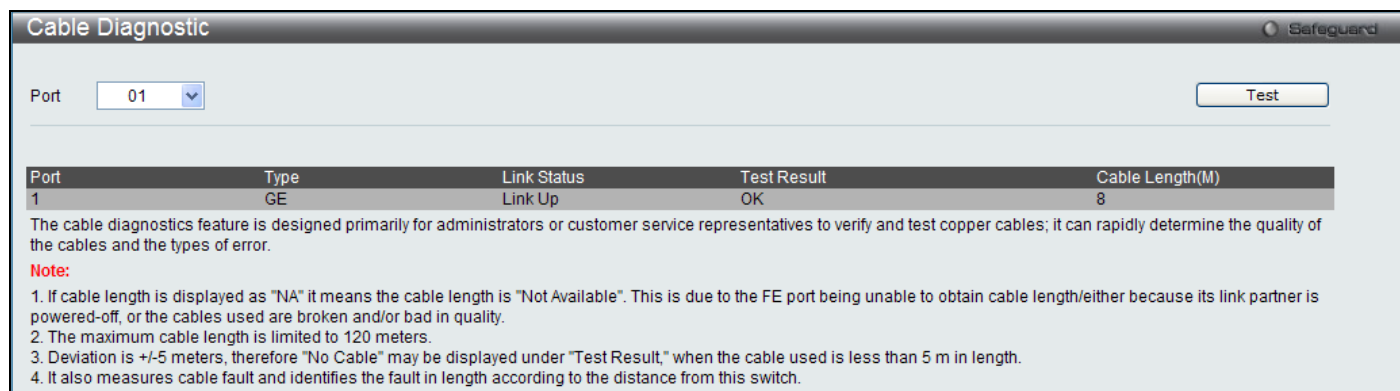 Cable Diagnostic
Safeguard
Port 01 Test
Port Type Link Status Test Result Cable Length(M)
1 GE Link Up OK 8
The cable diagnostics feature is designed primarily for administrators or customer service representatives to verify and test copper cables; it can rapidly determine the quality of
the cables and the types of error.
Note:
1. If cable length is displayed as "NA" it means the cable length is "Not Available". This is due to the FE port being unable to obtain cable length/either because its link partner is
powered-off, or the cables used are broken and/or bad in quality.
2. The maximum cable length is limited to 120 meters.
3. Deviation is +/-5 meters, therefore "No Cable" may be displayed under "Test Result," when the cable used is less than 5 m in length.
4. It also measures cable fault and identifies the fault in length according to the distance from this switch.